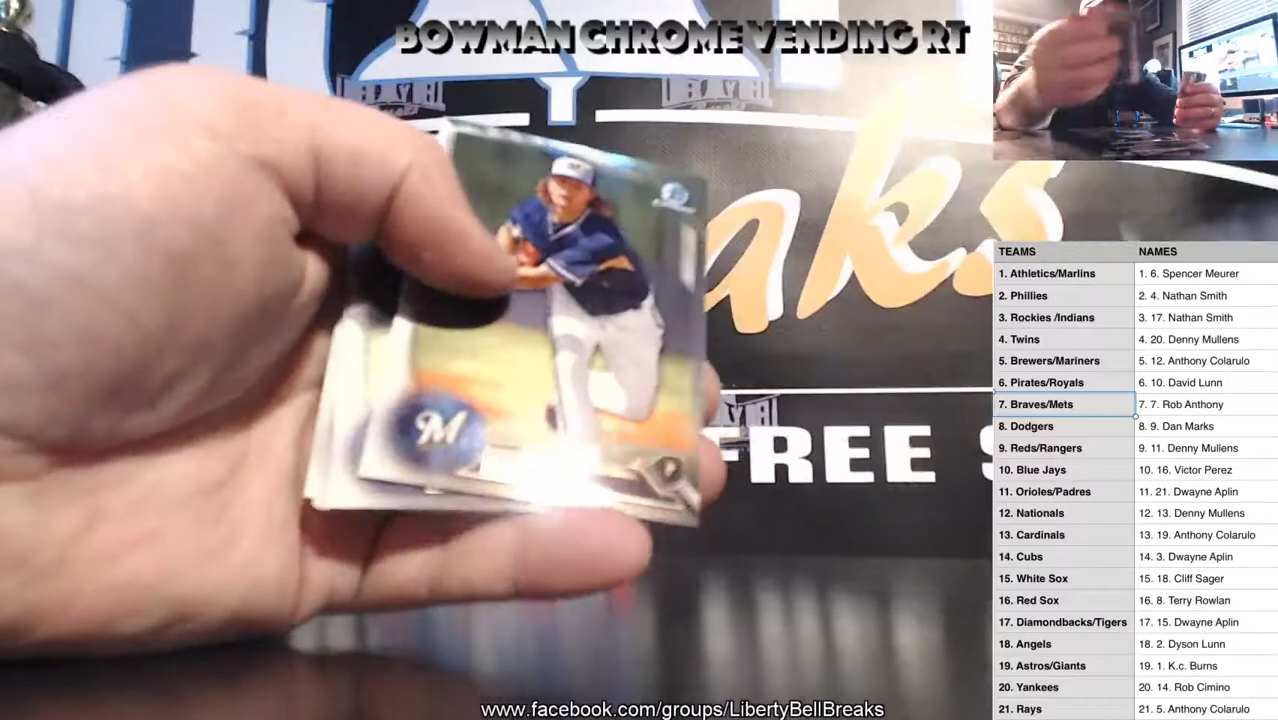 BOWMAN CHROME VENDING RT
aks
FREE S
M
P
TEAMS NAMES
1. Athletics/Marlins 1. 6. Spencer Meurer
2. Phillies 2. 4. Nathan Smith
3. Rockies /Indians 3. 17. Nathan Smith
4. Twins 4. 20. Denny Mullens
5. Brewers/Mariners 5. 12. Anthony Colarulo
6. Pirates/Royals 6. 10. David Lunn
7. Braves/Mets 7. 7. Rob Anthony
8. Dodgers 8. 9. Dan Marks
9. Reds/Rangers 9. 11. Denny Mullens
10. Blue Jays 10. 16. Victor Perez
11. Orioles/Padres 11. 21. Dwayne Aplin
12. Nationals 12. 13. Denny Mullens
13. Cardinals 13. 19. Anthony Colarulo
14. Cubs 14. 3. Dwayne Aplin
15. White Sox 15. 18. Cliff Sager
16. Red Sox 16. 8. Terry Rowlan
17. Diamondbacks/Tigers 17. 15. Dwayne Aplin
18. Angels 18. 2. Dyson Lunn
19. Astros/Giants 19. 1. K.c. Burns
20. Yankees 20. 14. Rob Cimino
21. Rays 21. 5. Anthony Colarulo
www.facebook.com/groups/LibertyBellBreaks